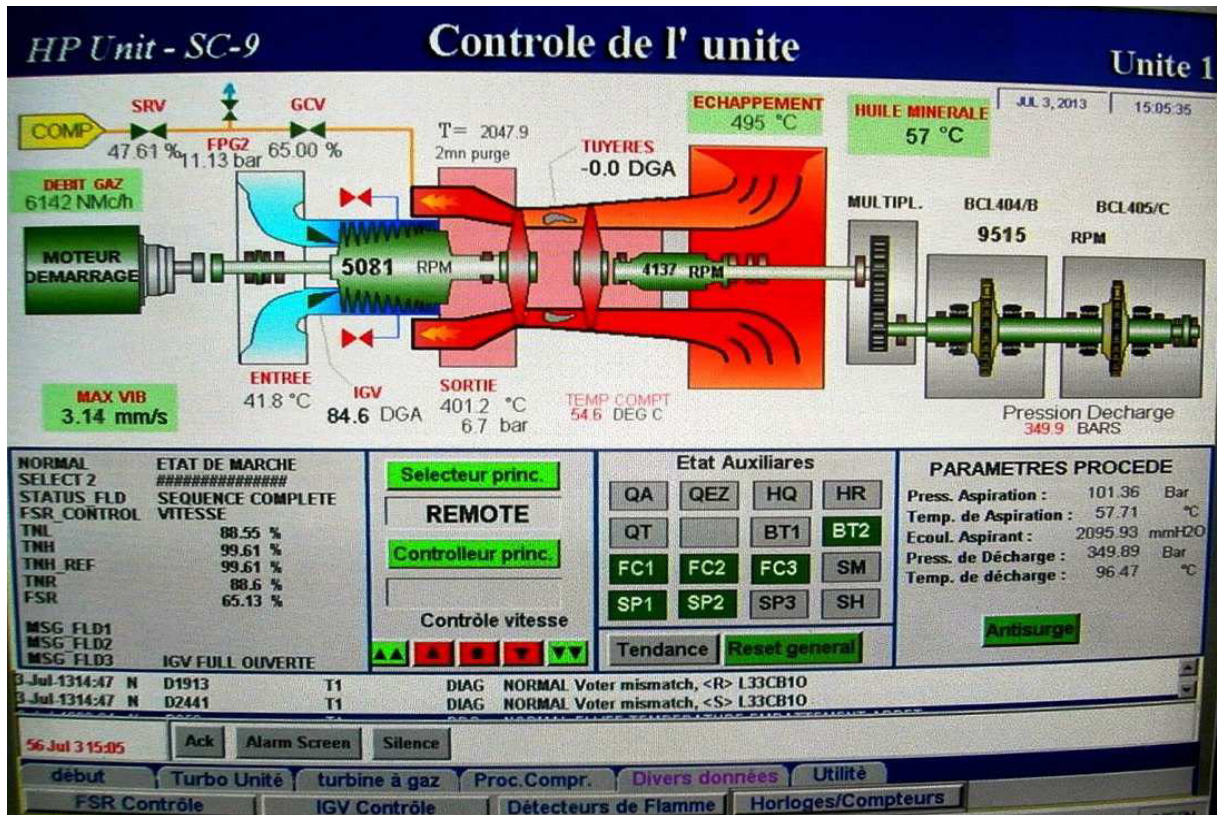 HP Unit - SC-9
Controle de l' unite
Unite 1
JUL 3, 2013
15:05:35
SRV
GCV
COMP
47.61 %
FPG2
11.13 bar
65.00 %
T= 2047.9
2mn purge
TUYERES
-0.0 DGA
ECHAPPEMENT
495 °C
HUILE MINERALE
57 °C
DEBIT GAZ
6142 NMc/h
MOTEUR
DEMARRAGE
5081 RPM
4137 RPM
MULTIPL.
BCL404/B
BCL405/C
9515 RPM
MAX VIB
3.14 mm/s
ENTREE
41.8 °C
IGV
84.6 DGA
SORTIE
401.2 °C
6.7 bar
TEMP COMPT
54.6 DEG C
Pression Decharge
349.9 BARS
NORMAL ETAT DE MARCHE
SELECT 2 ###############
STATUS_FLD SEQUENCE COMPLETE
FSR_CONTROL VITESSE
TNL 88.55 %
TNH 99.61 %
TNH_REF 99.61 %
TNR 88.6 %
FSR 65.13 %
MSG_FLD1
MSG_FLD2
MSG_FLD3 IGV FULL OUVERTE
Selecteur princ.
REMOTE
Controlleur princ.
Contrôle vitesse
Etat Auxiliares
QA QEZ HQ HR
QT BT1 BT2
FC1 FC2 FC3 SM
SP1 SP2 SP3 SH
Tendance
Reset general
PARAMETRES PROCEDE
Press. Aspiration : 101.36 Bar
Temp. de Aspiration : 57.71 °C
Ecoul. Aspirant : 2095.93 mmH2O
Press. de Décharge : 349.89 Bar
Temp. de décharge : 96.47 °C
Antisurge
3-Jul-1314:47 N D1913 T1 DIAG NORMAL Voter mismatch, <R> L33CB1O
3-Jul-1314:47 N D2441 T1 DIAG NORMAL Voter mismatch, <S> L33CB1O
56 Jul 3 15:05
Ack
Alarm Screen
Silence
début
Turbo Unité
turbine à gaz
Proc.Compr.
Divers données
Utilité
FSR Contrôle
IGV Contrôle
Détecteurs de Flamme
Horloges/Compteurs